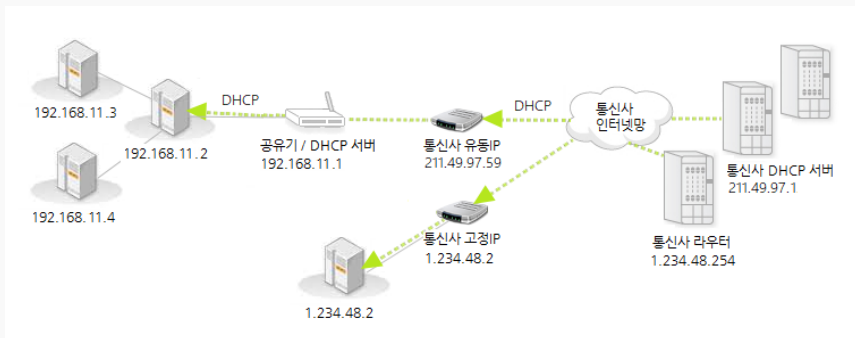 192.168.11.3
DHCP
192.168.11.2
192.168.11.4
공유기 / DHCP 서버
192.168.11.1
통신사 유동IP
211.49.97.59
DHCP
통신사
인터넷망
통신사 DHCP 서버
211.49.97.1
통신사 라우터
1.234.48.254
통신사 고정IP
1.234.48.2
1.234.48.2